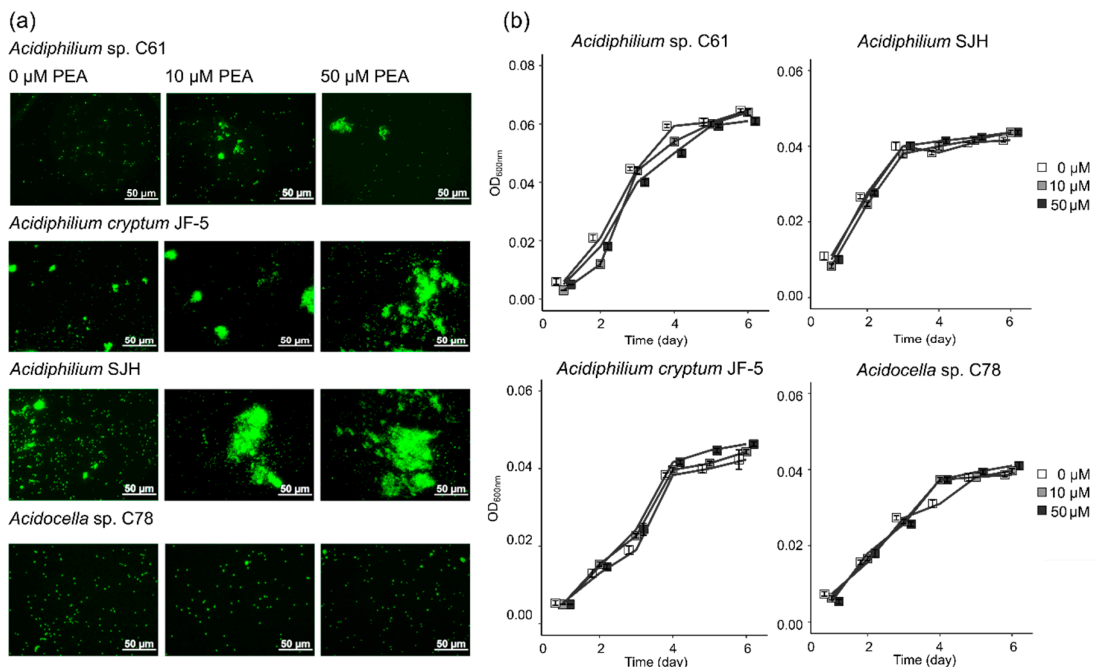 (a)
Acidiphilium sp. C61
0 µM PEA 10 µM PEA 50 µM PEA
50 µm 50 µm 50 µm
Acidiphilium cryptum JF-5
50 µm 50 µm 50 µm
Acidiphilium SJH
50 µm 50 µm 50 µm
Acidocella sp. C78
50 µm 50 µm 50 µm
(b)
Acidiphilium sp. C61
0.08
0.06
0.04
0.02
0.00
OD600nm
0 2 4 6
Time (day)
Acidiphilium SJH
0.06
0.04
0.02
0.00
0 2 4 6
Time (day)
0 µM
10 µM
50 µM
Acidiphilium cryptum JF-5
0.06
0.04
0.02
0.00
OD600nm
0 2 4 6
Time (day)
Acidocella sp. C78
0.06
0.04
0.02
0.00
0 2 4 6
Time (day)
0 µM
10 µM
50 µM